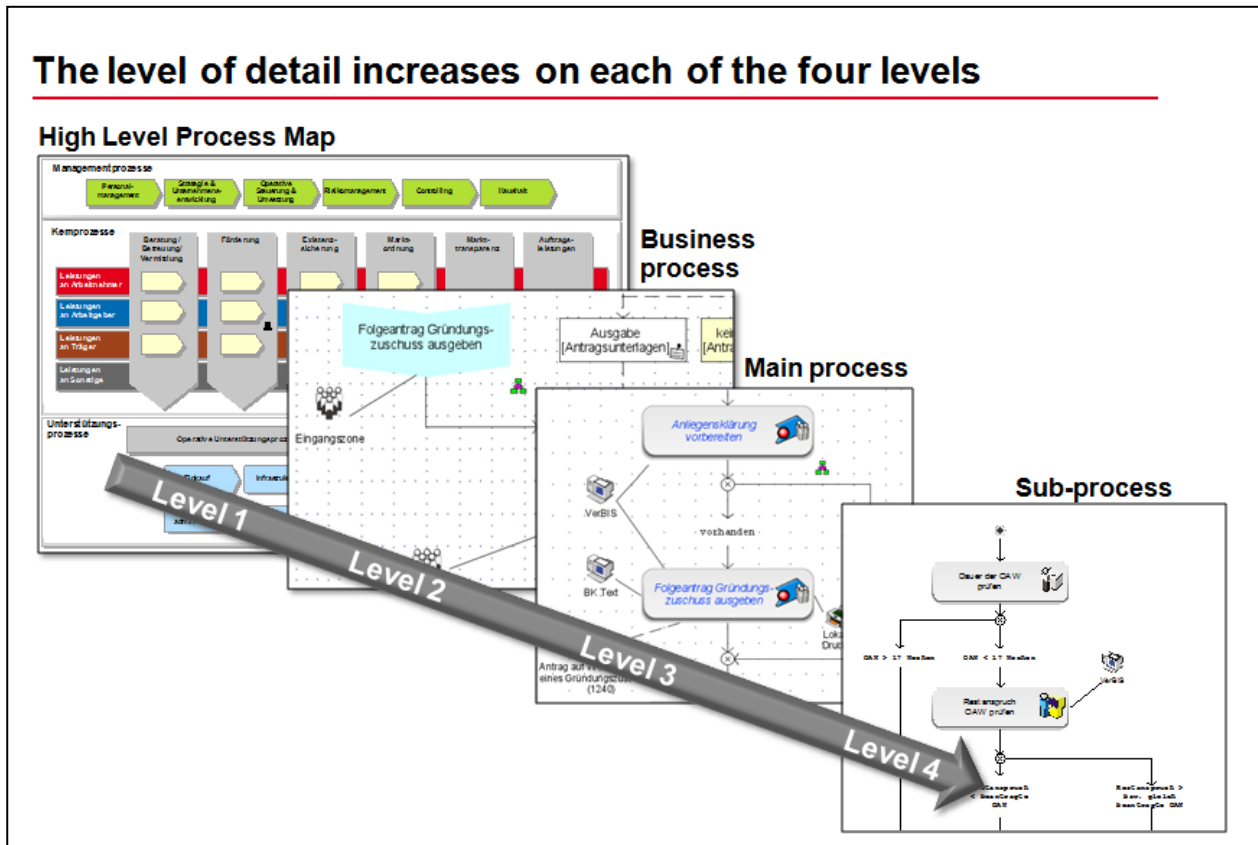 The level of detail increases on each of the four levels
High Level Process Map
Managementprozesse
Personal-
management
Strategie &
Unternehmens-
entwicklung
Operative
Steuerung &
Umsetzung
Risikomanagement
Controlling
Haushalt
Kernprozesse
Beratung/
Betreuung/
Vermittlung
Förderung
Existenz-
sicherung
Markt-
ordnung
Markt-
transparenz
Auftrags-
leistungen
Leistungen
an Arbeitnehmer
Leistungen
an Arbeitgeber
Leistungen
an Träger
Leistungen
an Sonstige
Unterstützungs-
prozesse
Business
process
Folgeantrag Gründungs-
zuschuss ausgeben
Ausgabe
[Antragsunterlagen]
Eingangszone
Main process
Anliegensklärung
vorbereiten
VerBIS
vorhanden
BK.Text
Folgeantrag Gründungs-
zuschuss ausgeben
Antrag auf
eines Gründungszu
(1240)
Sub-process
Dauer der OAW
prüfen
Restanspruch
OAW prüfen
VerBIS
Level 1
Level 2
Level 3
Level 4